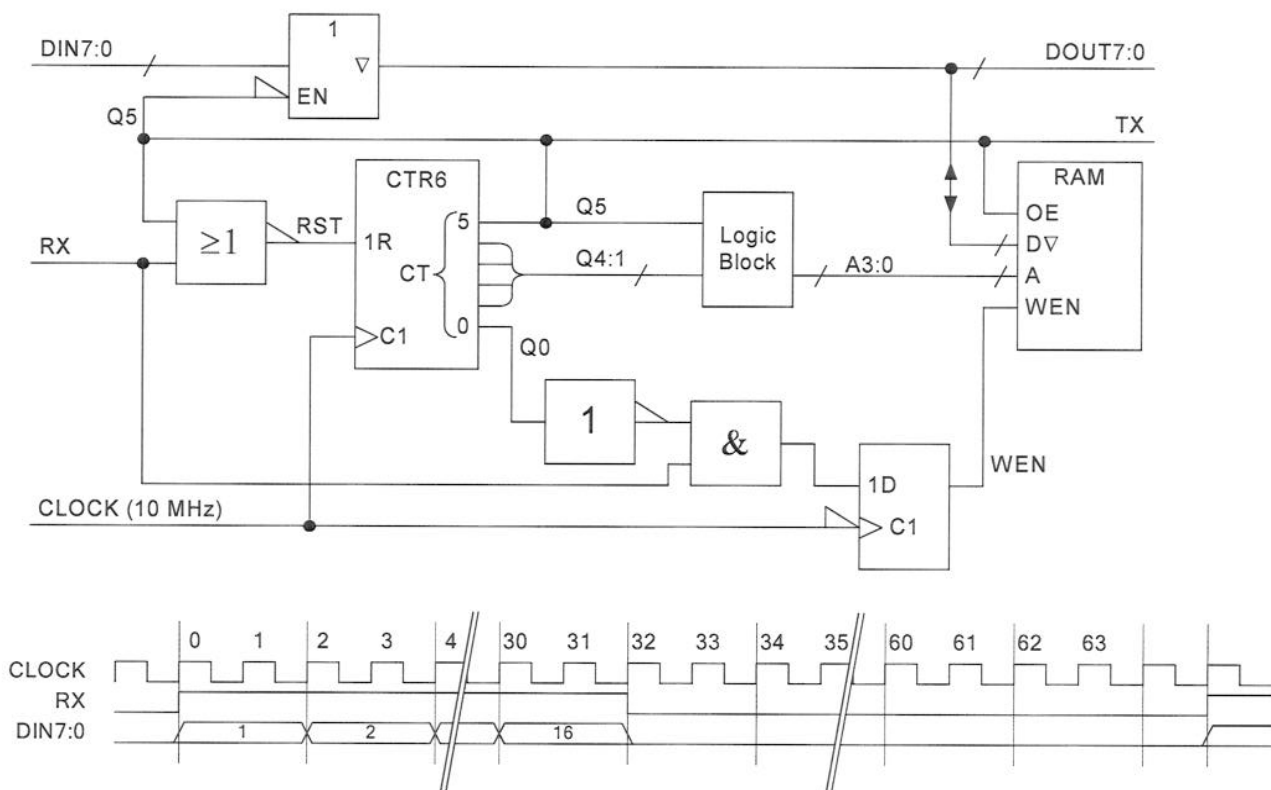 DIN7:0
1
▽
EN
DOUT7:0
Q5
TX
CTR6
RAM
≥1
RST
1R
5
Q5
Logic
Block
OE
RX
CT
Q4:1
A3:0
D▽
A
0
WEN
C1
Q0
1
&
1D
WEN
CLOCK (10 MHz)
C1
0 1 2 3 4 30 31 32 33 34 35 60 61 62 63
CLOCK
RX
DIN7:0 1 2 16